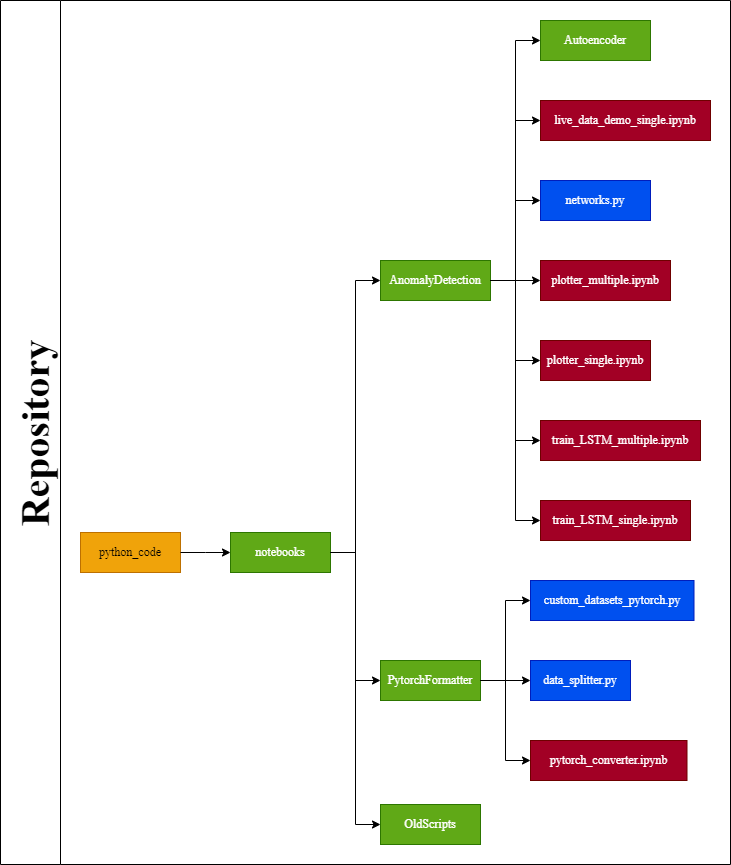 Repository
python_code
notebooks
AnomalyDetection
Autoencoder
live_data_demo_single.ipynb
networks.py
plotter_multiple.ipynb
plotter_single.ipynb
train_LSTM_multiple.ipynb
train_LSTM_single.ipynb
PytorchFormatter
custom_datasets_pytorch.py
data_splitter.py
pytorch_converter.ipynb
OldScripts